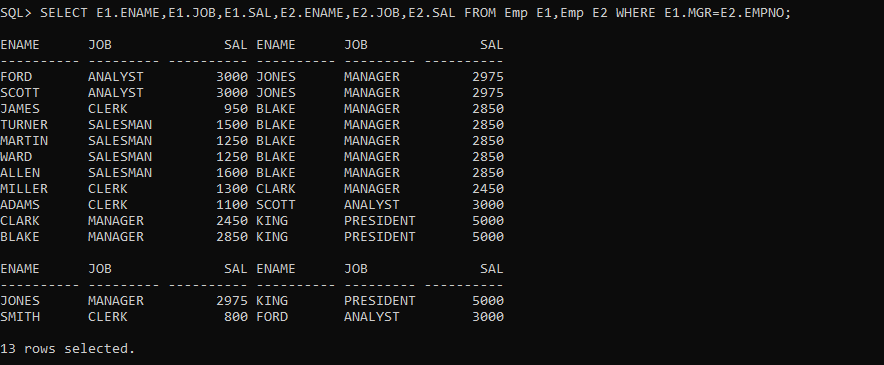 SQL> SELECT E1.ENAME,E1.JOB,E1.SAL,E2.ENAME,E2.JOB,E2.SAL FROM Emp E1,Emp E2 WHERE E1.MGR=E2.EMPNO;
ENAME      JOB              SAL ENAME      JOB              SAL
---------- --------- ---------- ---------- --------- ----------
FORD       ANALYST         3000 JONES      MANAGER         2975
SCOTT      ANALYST         3000 JONES      MANAGER         2975
JAMES      CLERK            950 BLAKE      MANAGER         2850
TURNER     SALESMAN        1500 BLAKE      MANAGER         2850
MARTIN     SALESMAN        1250 BLAKE      MANAGER         2850
WARD       SALESMAN        1250 BLAKE      MANAGER         2850
ALLEN      SALESMAN        1600 BLAKE      MANAGER         2850
MILLER     CLERK           1300 CLARK      MANAGER         2450
ADAMS      CLERK           1100 SCOTT      ANALYST         3000
CLARK      MANAGER         2450 KING       PRESIDENT       5000
BLAKE      MANAGER         2850 KING       PRESIDENT       5000
ENAME      JOB              SAL ENAME      JOB              SAL
---------- --------- ---------- ---------- --------- ----------
JONES      MANAGER         2975 KING       PRESIDENT       5000
SMITH      CLERK            800 FORD       ANALYST         3000
13 rows selected.